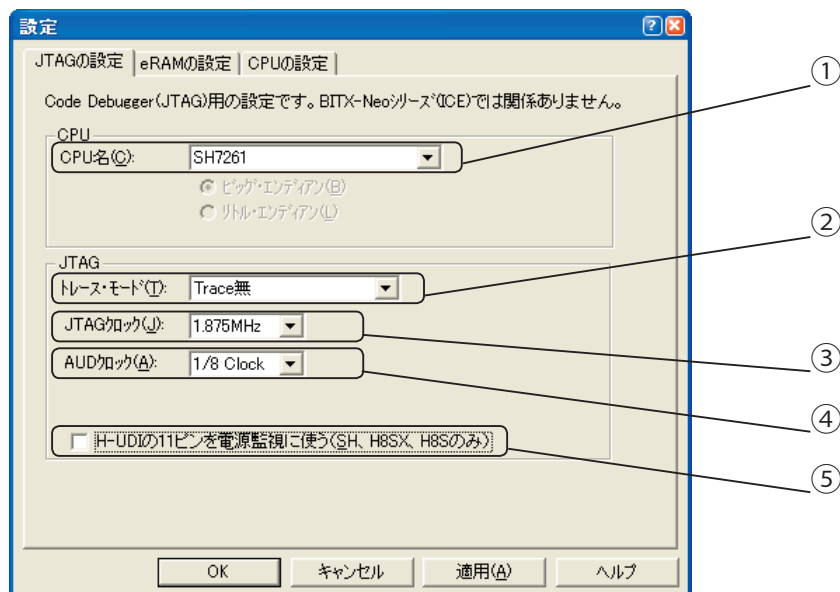 設定
JTAGの設定 eRAMの設定 CPUの設定
①
Code Debugger(JTAG)用の設定です。BITX-Neoシリーズ(ICE)では関係ありません。
CPU
CPU名(C): SH7261
ビッグ・エンディアン(B)
リトル・エンディアン(L)
②
JTAG
トレース・モード(T): Trace無
JTAGクロック(J): 1.875MHz
③
AUDクロック(A): 1/8 Clock
④
H-UDIの11ピンを電源監視に使う(SH、H8SX、H8Sのみ)
⑤
OK キャンセル 適用(A) ヘルプ